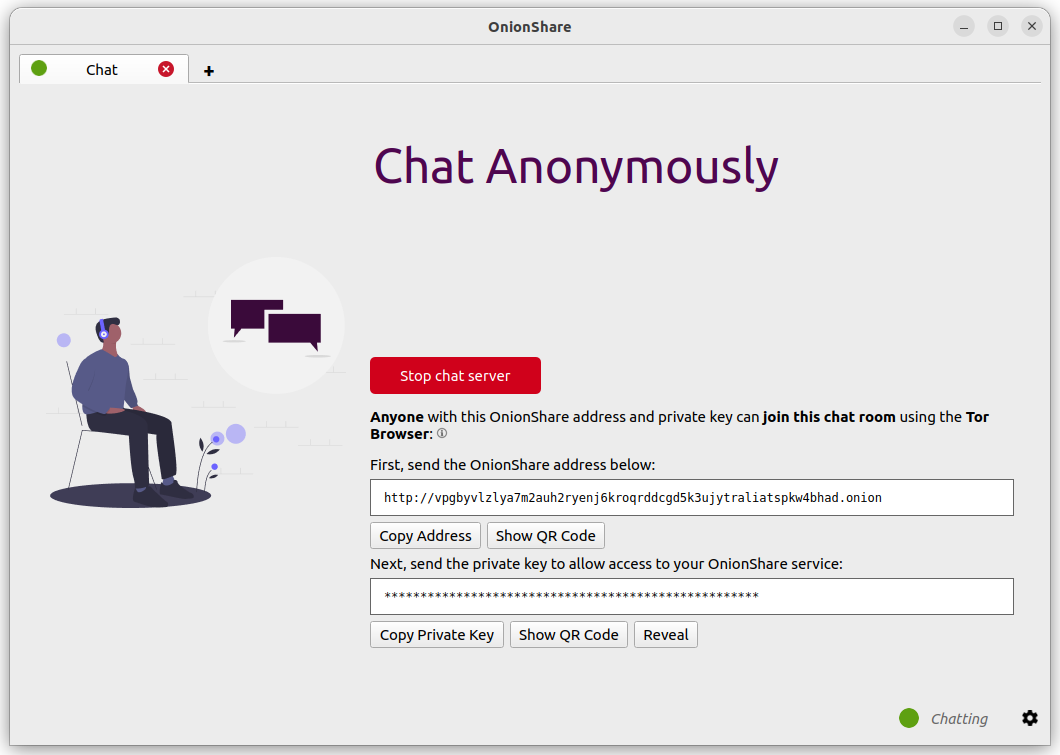 OnionShare
Chat
+
Chat Anonymously
Stop chat server
Anyone with this OnionShare address and private key can join this chat room using the Tor
Browser:
First, send the OnionShare address below:
http://vpgbyvlzlya7m2auh2ryenj6kroqrddcgd5k3ujytraliatspkw4bhad.onion
Copy Address Show QR Code
Next, send the private key to allow access to your OnionShare service:
****************************************************
Copy Private Key Show QR Code Reveal
Chatting